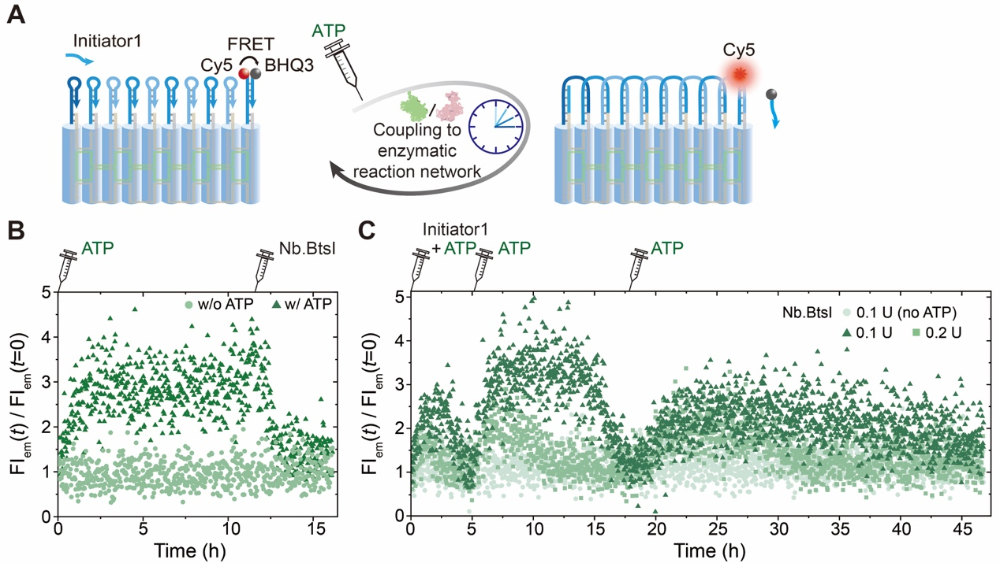 A
Initiator1
FRET
Cy5
BHQ3
ATP
/
Coupling to
enzymatic
reaction network
Cy5
B
ATP
Nb.BtsI
w/o ATP
w/ ATP
FIem(t) / FIem(t=0)
5
4
3
2
1
0
0
5
10
15
Time (h)
C
Initiator1
+ ATP
ATP
ATP
Nb.BtsI
0.1 U (no ATP)
0.1 U
0.2 U
FIem(t) / FIem(t=0)
5
4
3
2
1
0
0
5
10
15
20
25
30
35
40
45
Time (h)